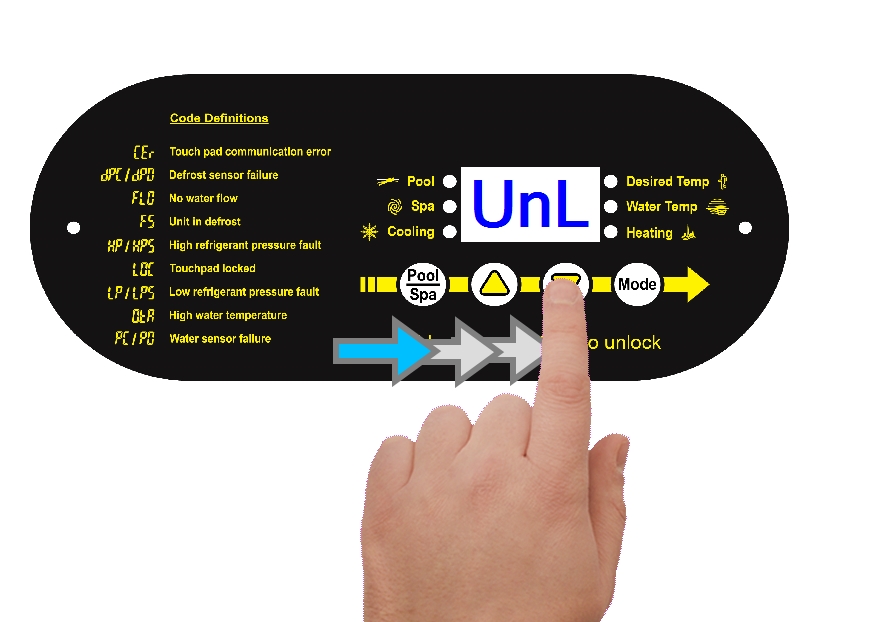 Code Definitions
CEr Touch pad communication error
dPC / dPO Defrost sensor failure
FLO No water flow
FS Unit in defrost
HP / HPS High refrigerant pressure fault
LOC Touchpad locked
LP / LPS Low refrigerant pressure fault
OtA High water temperature
PC / PO Water sensor failure
Pool
Spa
Cooling
UnL
Desired Temp
Water Temp
Heating
Pool
Spa
Mode
unlock